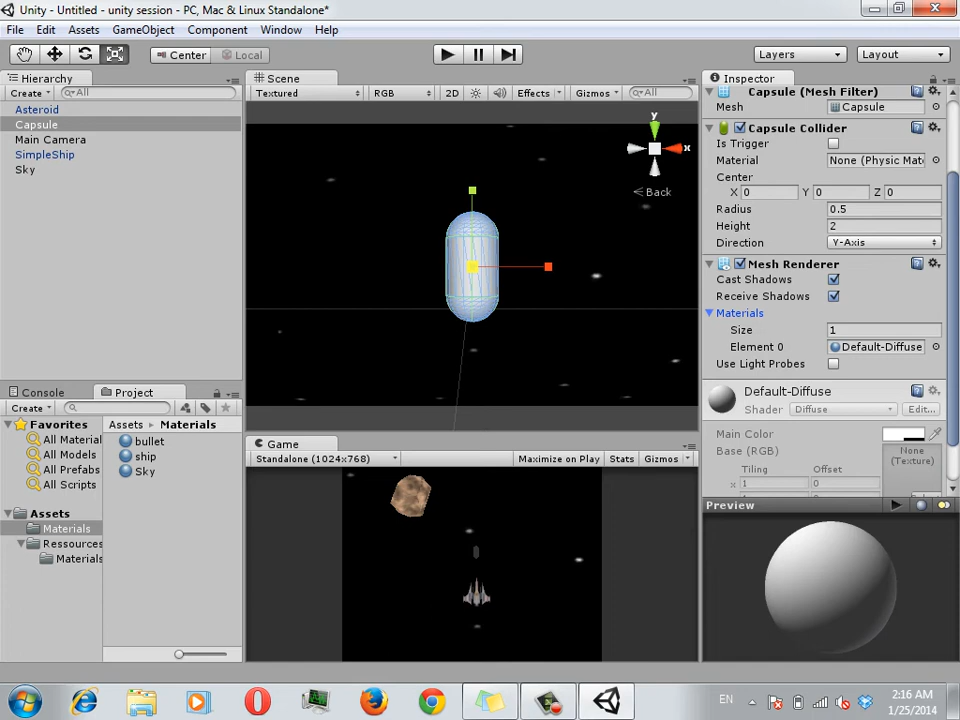 Unity - Untitled - unity session - PC, Mac & Linux Standalone*
File Edit Assets GameObject Component Window Help
Center Local Layers Layout
Hierarchy
Create All
Asteroid
Capsule
Main Camera
SimpleShip
Sky
Scene
Textured RGB 2D Effects Gizmos All
y
x
Back
Game
Standalone (1024x768) Maximize on Play Stats Gizmos
Console Project
Create
Favorites
All Material
All Models
All Prefabs
All Scripts
Assets
Materials
Ressources
Materials
Assets Materials
bullet
ship
Sky
Inspector
Capsule (Mesh Filter)
Mesh Capsule
Capsule Collider
Is Trigger
Material None (Physic Mate
Center
X 0 Y 0 Z 0
Radius 0.5
Height 2
Direction Y-Axis
Mesh Renderer
Cast Shadows
Receive Shadows
Materials
Size 1
Element 0 Default-Diffuse
Use Light Probes
Default-Diffuse
Shader Diffuse Edit...
Main Color
Base (RGB) None
(Texture)
Tiling Offset
x 1 0
Preview
EN
2:16 AM
1/25/2014